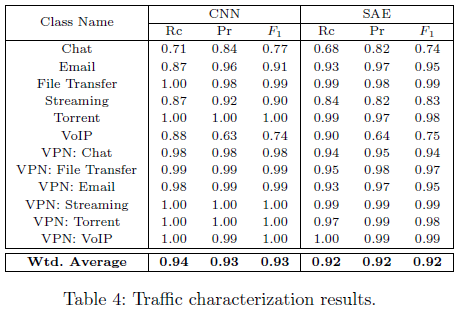 Class Name CNN SAE
Rc Pr F1 Rc Pr F1
Chat 0.71 0.84 0.77 0.68 0.82 0.74
Email 0.87 0.96 0.91 0.93 0.97 0.95
File Transfer 1.00 0.98 0.99 0.99 0.98 0.99
Streaming 0.87 0.92 0.90 0.84 0.82 0.83
Torrent 1.00 1.00 1.00 0.99 0.97 0.98
VoIP 0.88 0.63 0.74 0.90 0.64 0.75
VPN: Chat 0.98 0.98 0.98 0.94 0.95 0.94
VPN: File Transfer 0.99 0.99 0.99 0.95 0.98 0.97
VPN: Email 0.98 0.99 0.99 0.93 0.97 0.95
VPN: Streaming 1.00 1.00 1.00 0.99 0.99 0.99
VPN: Torrent 1.00 1.00 1.00 0.97 0.99 0.98
VPN: VoIP 1.00 0.99 1.00 1.00 0.99 0.99
Wtd. Average 0.94 0.93 0.93 0.92 0.92 0.92
Table 4: Traffic characterization results.